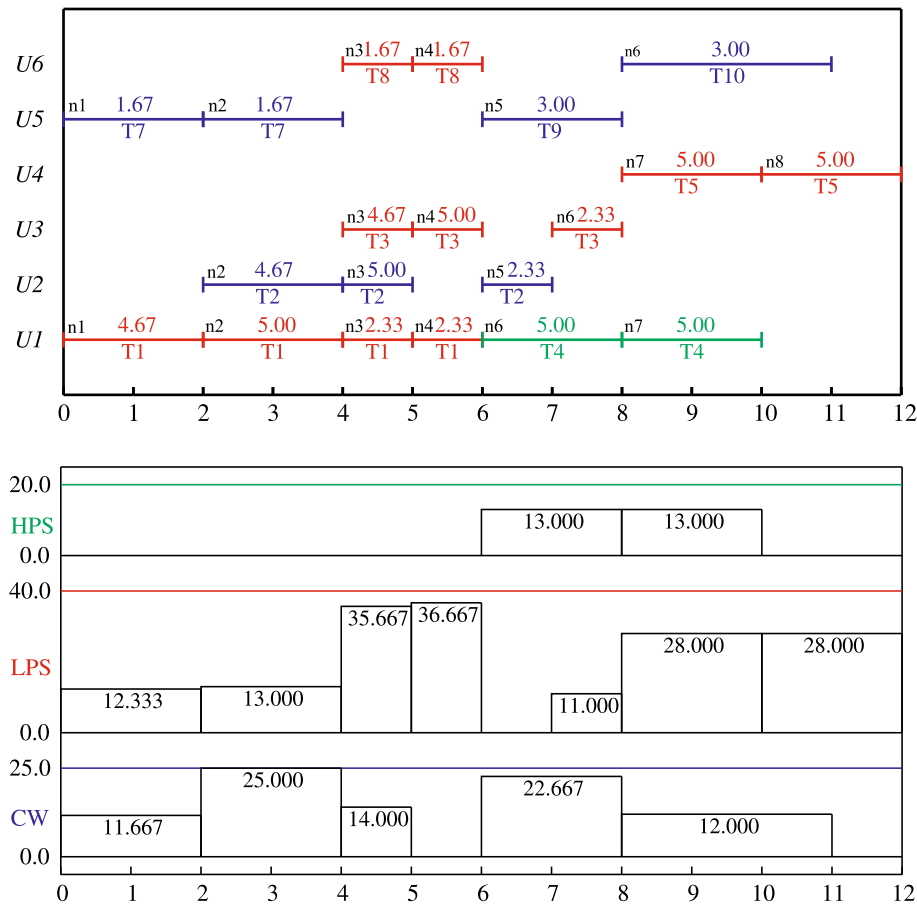 U6 n3 1.67 n4 1.67 n6 3.00
T8 T8 T10
U5 n1 1.67 n2 1.67 n5 3.00
T7 T7 T9
U4 n7 5.00 n8 5.00
T5 T5
U3 n3 4.67 n4 5.00 n6 2.33
T3 T3 T3
U2 n2 4.67 n3 5.00 n5 2.33
T2 T2 T2
U1 n1 4.67 n2 5.00 n3 2.33 n4 2.33 n6 5.00 n7 5.00
T1 T1 T1 T1 T4 T4
0 1 2 3 4 5 6 7 8 9 10 11 12
20.0
HPS 13.000 13.000
0.0
40.0
35.667 36.667
LPS 12.333 13.000 11.000 28.000 28.000
0.0
25.0
25.000 22.667
CW 11.667 14.000 12.000
0.0
0 1 2 3 4 5 6 7 8 9 10 11 12